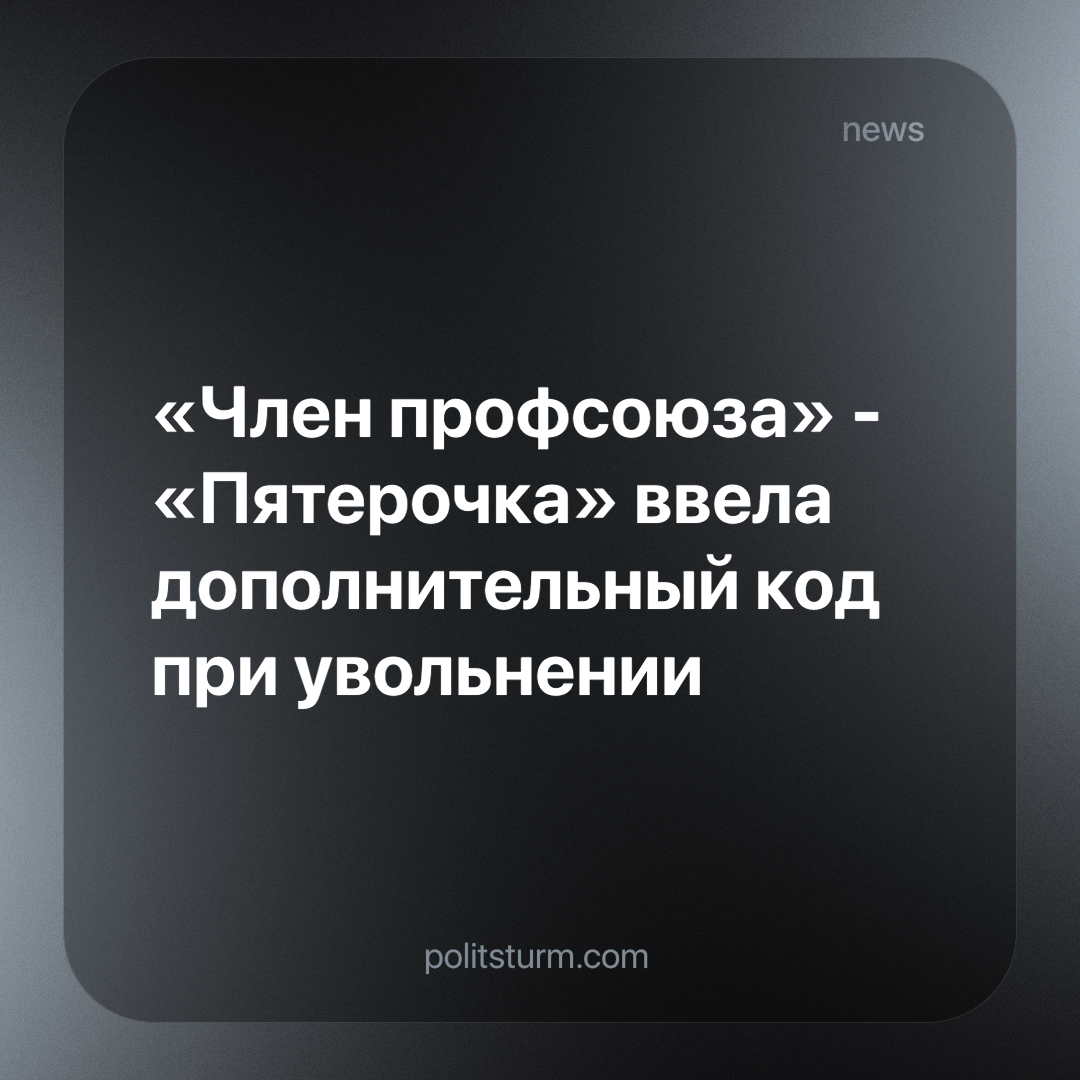 news
«Член профсоюза» -
«Пятерочка» ввела
дополнительный код
при увольнении
politsturm.com